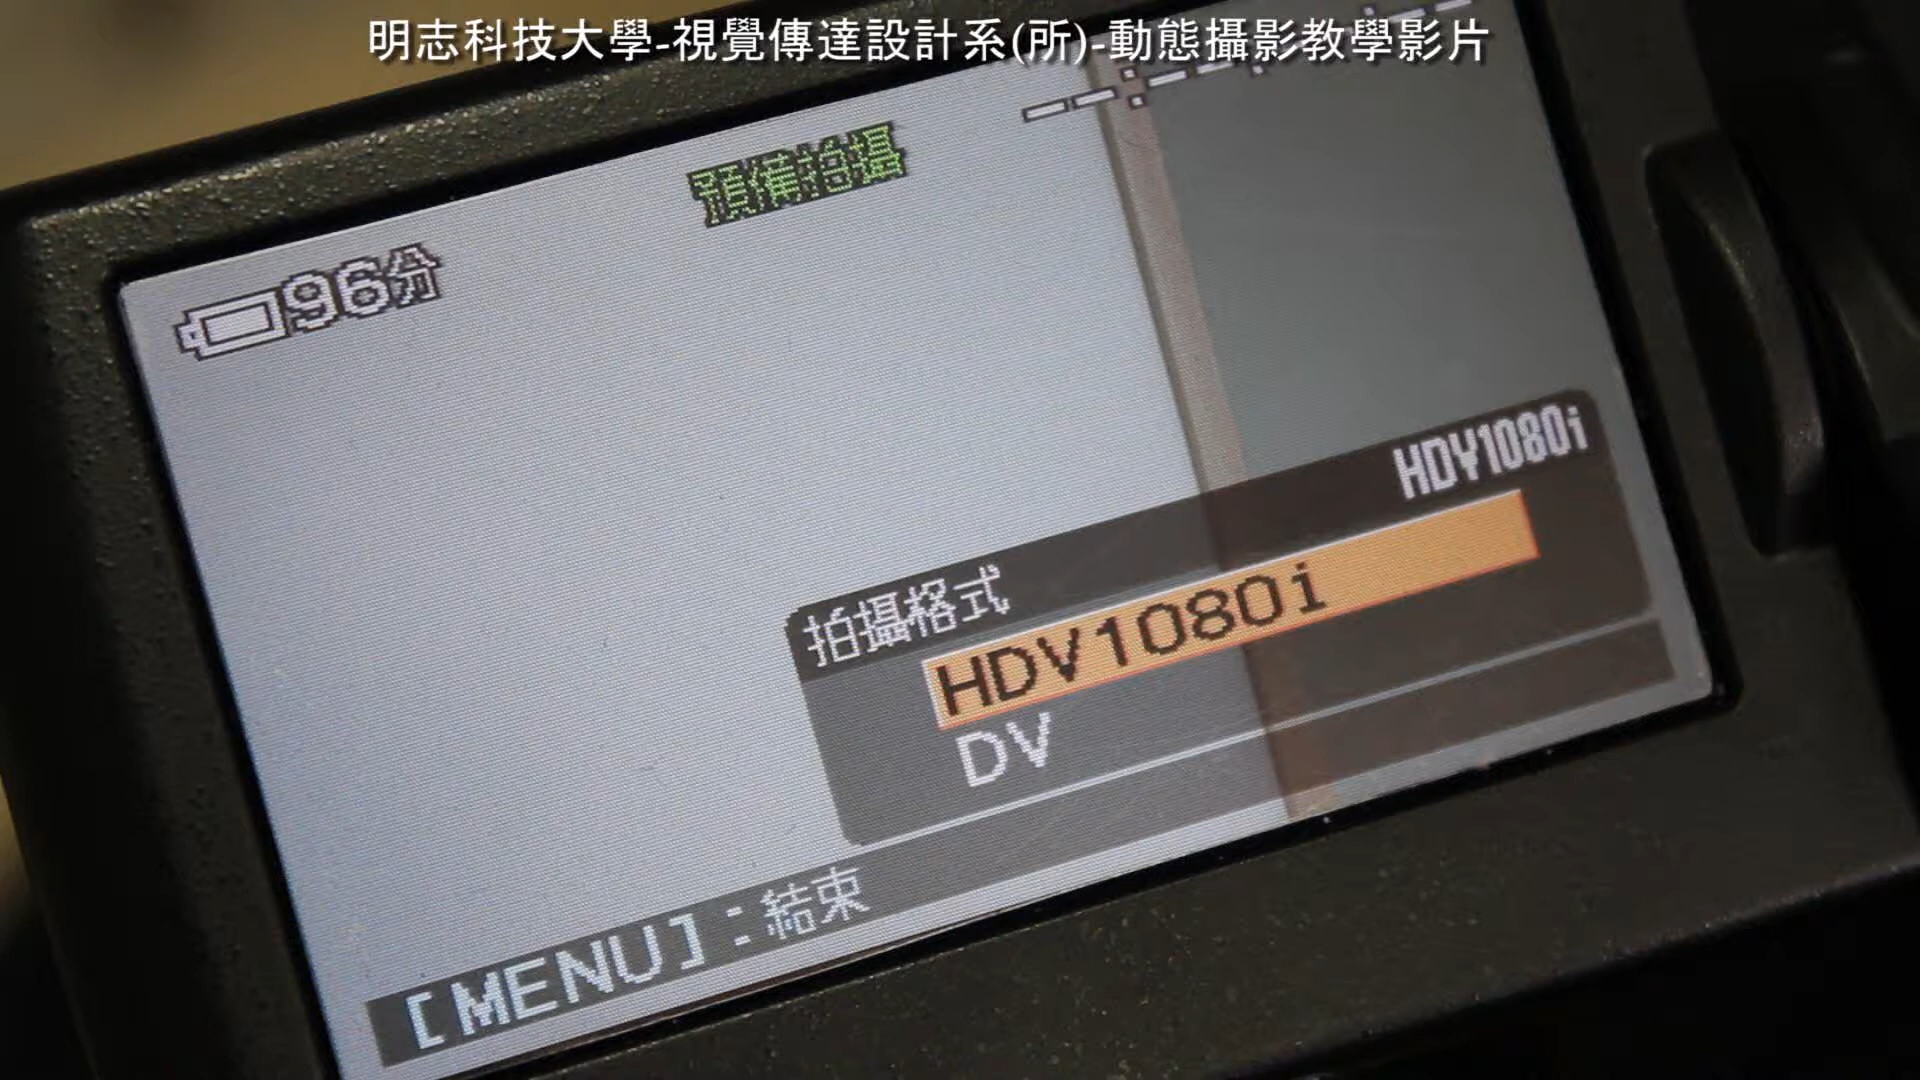 明志科技大學-視覺傳達設計系(所)-動態攝影教學影片
--:--:--
預備拍攝
96分
HDV1080i
拍攝格式
HDV1080i
DV
[MENU]:結束